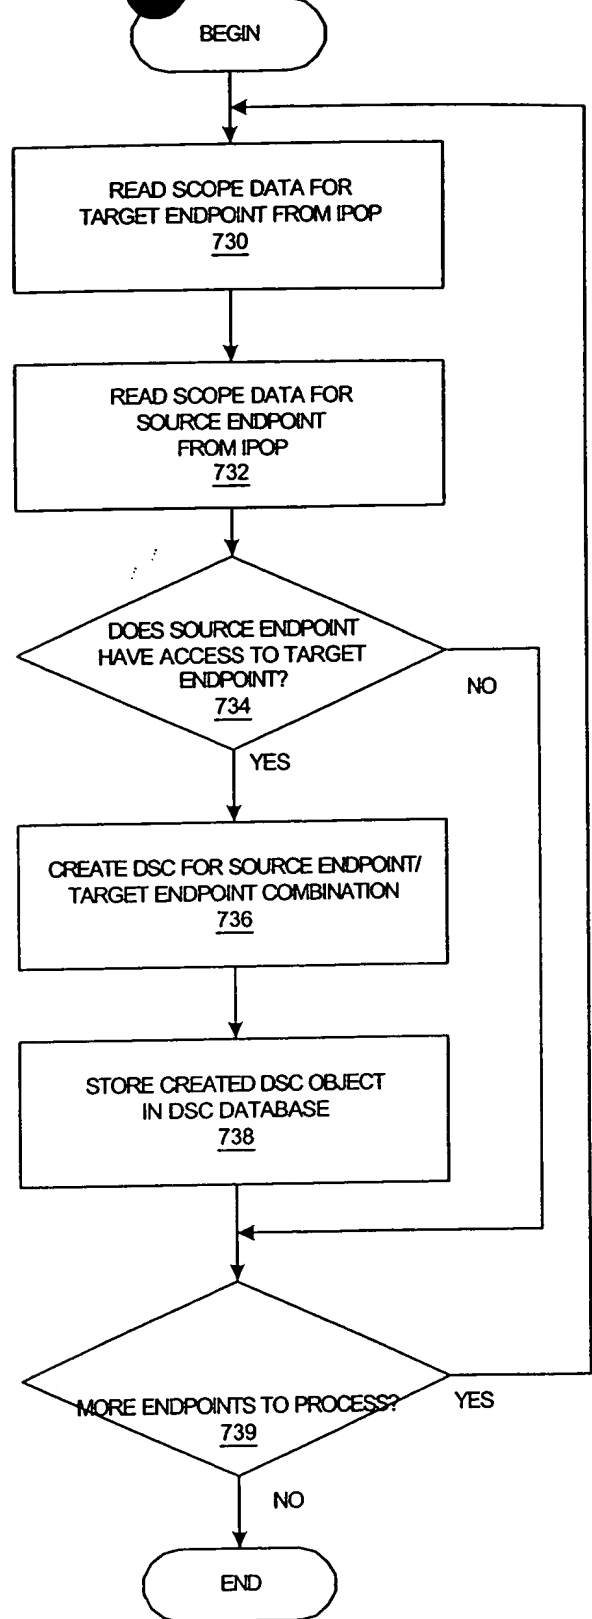 BEGIN
READ SCOPE DATA FOR
TARGET ENDPOINT FROM IPOP
730
READ SCOPE DATA FOR
SOURCE ENDPOINT
FROM IPOP
732
DOES SOURCE ENDPOINT
HAVE ACCESS TO TARGET
ENDPOINT?
734
NO
YES
CREATE DSC FOR SOURCE ENDPOINT/
TARGET ENDPOINT COMBINATION
736
STORE CREATED DSC OBJECT
IN DSC DATABASE
738
MORE ENDPOINTS TO PROCESS?
739
YES
NO
END